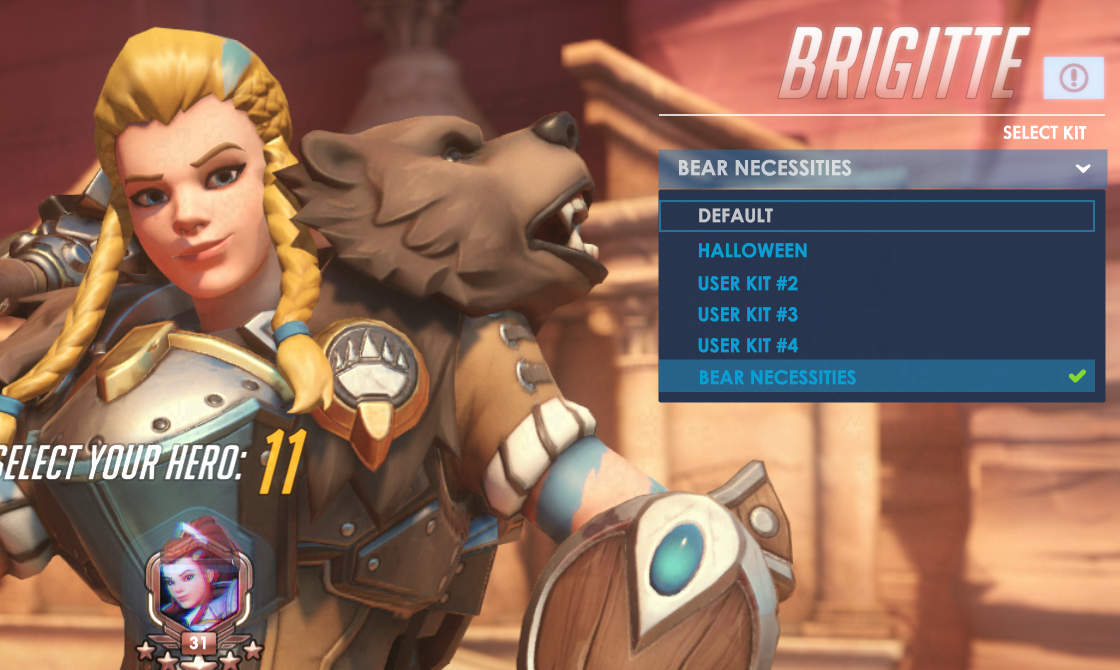 BRIGITTE
SELECT KIT
BEAR NECESSITIES
DEFAULT
HALLOWEEN
USER KIT #2
USER KIT #3
USER KIT #4
BEAR NECESSITIES
SELECT YOUR HERO: 11
31